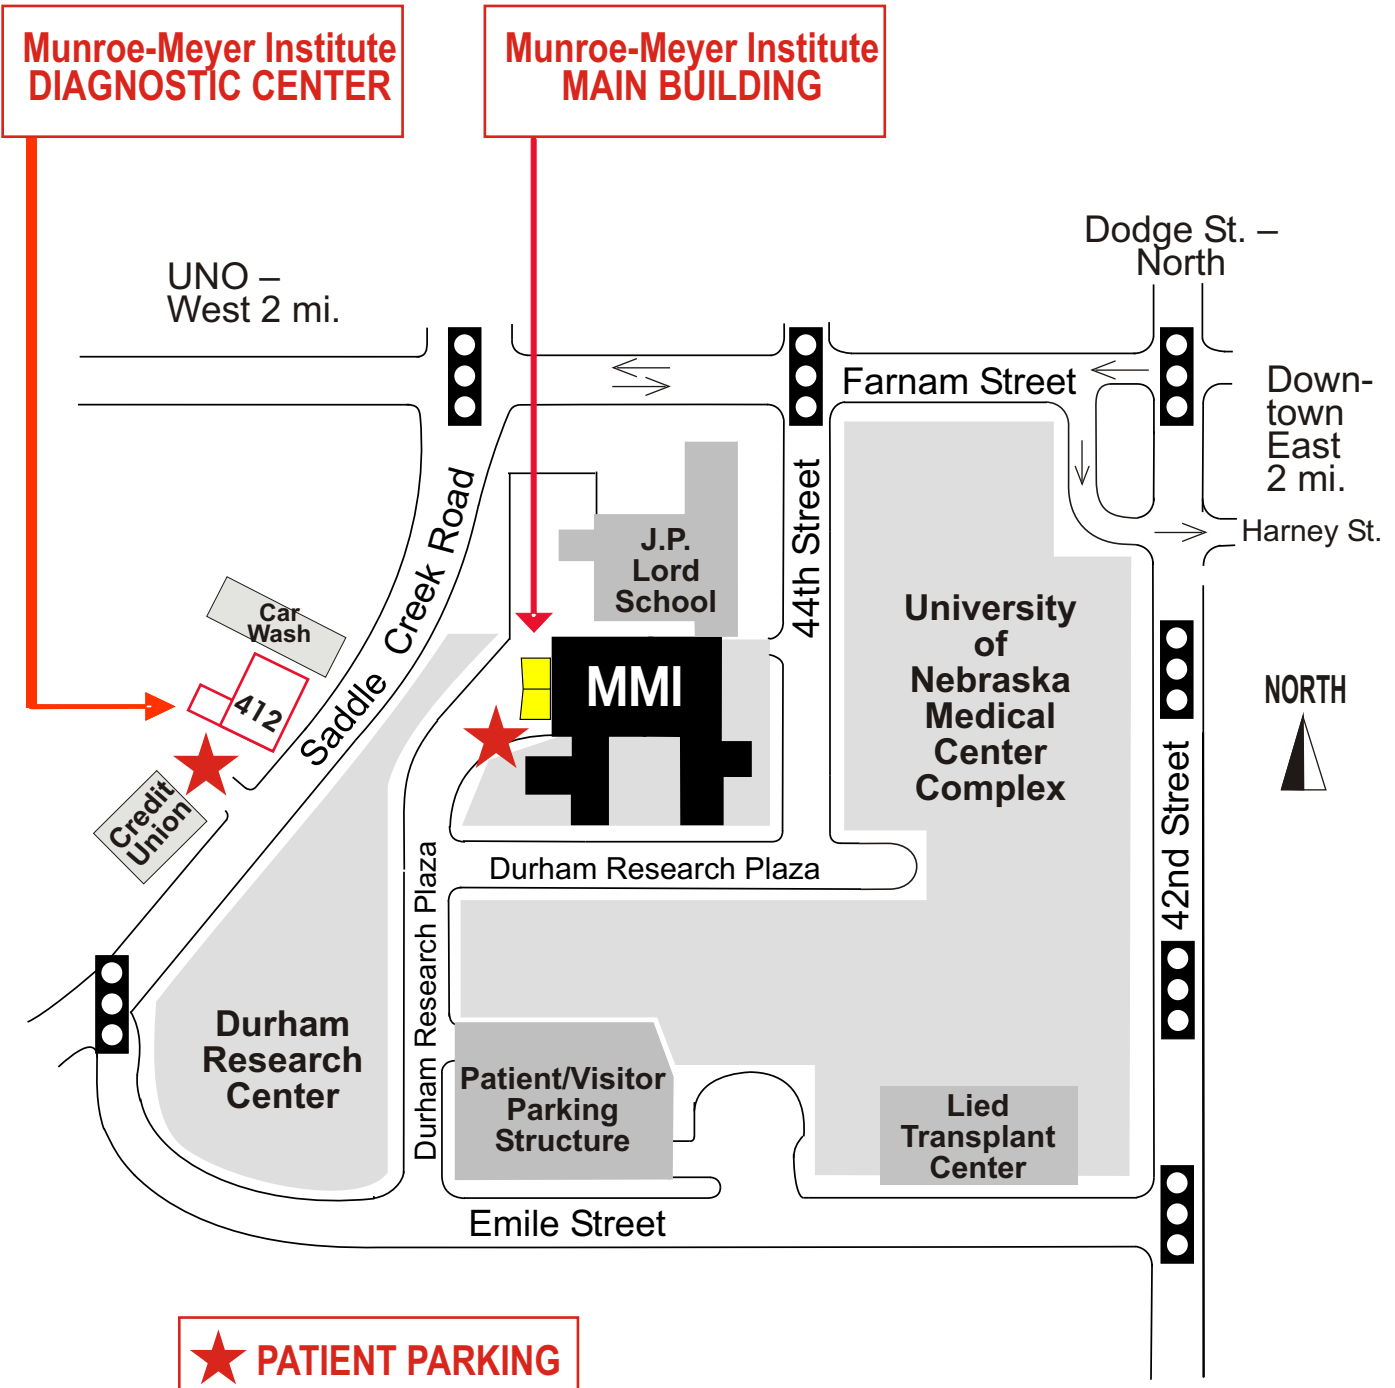 Munroe-Meyer Institute
DIAGNOSTIC CENTER
Munroe-Meyer Institute
MAIN BUILDING
Dodge St. –
North
UNO –
West 2 mi.
Farnam Street
Down-
town
East
2 mi.
Harney St.
Saddle Creek Road
44th Street
J.P.
Lord
School
Car
Wash
412
MMI
University
of
Nebraska
Medical
Center
Complex
NORTH
42nd Street
Credit
Union
Durham Research Plaza
Durham Research Plaza
Durham
Research
Center
Patient/Visitor
Parking
Structure
Lied
Transplant
Center
Emile Street
PATIENT PARKING